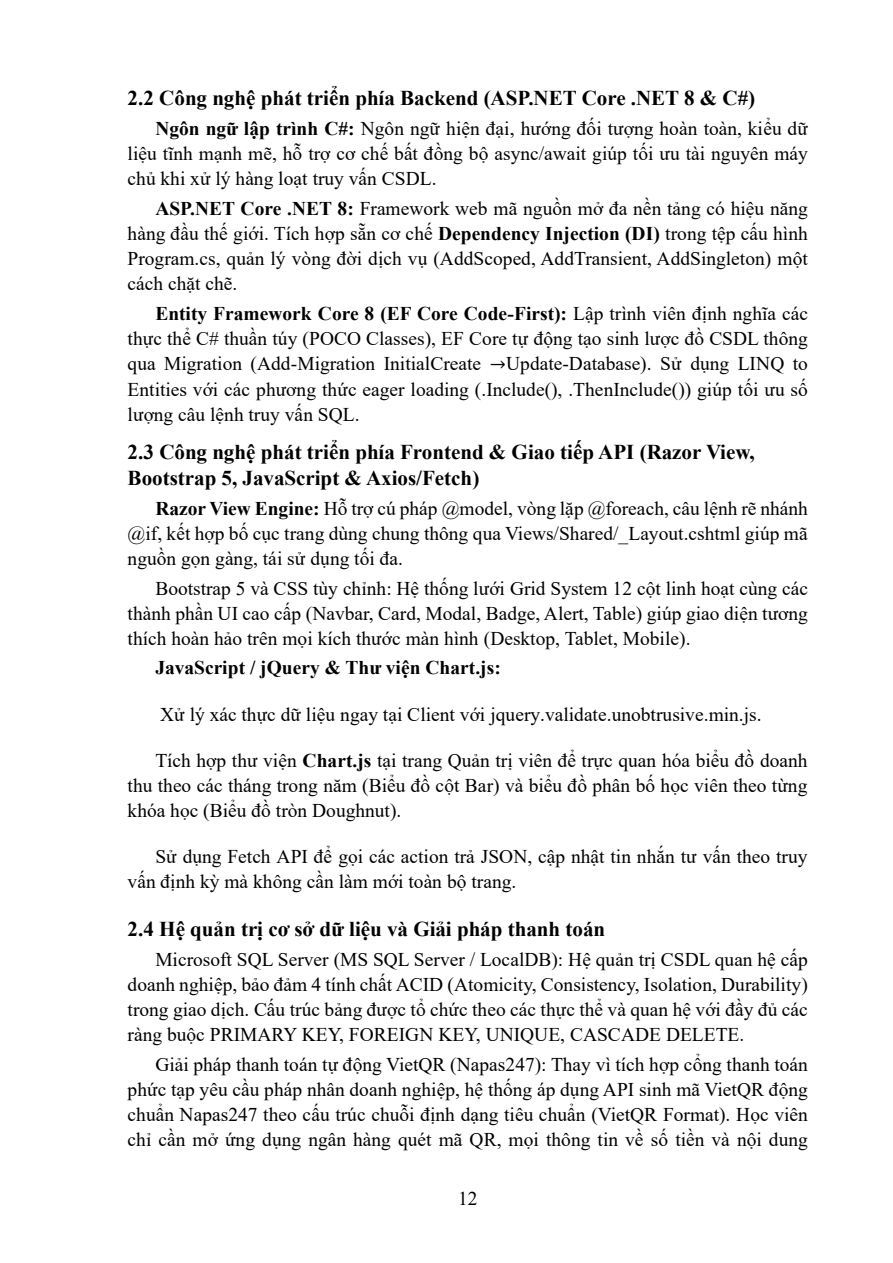 2.2 Công nghệ phát triển phía Backend (ASP.NET Core .NET 8 & C#)
Ngôn ngữ lập trình C#: Ngôn ngữ hiện đại, hướng đối tượng hoàn toàn, kiểu dữ
liệu tĩnh mạnh mẽ, hỗ trợ cơ chế bất đồng bộ async/await giúp tối ưu tài nguyên máy
chủ khi xử lý hàng loạt truy vấn CSDL.
ASP.NET Core .NET 8: Framework web mã nguồn mở đa nền tảng có hiệu năng
hàng đầu thế giới. Tích hợp sẵn cơ chế Dependency Injection (DI) trong tệp cấu hình
Program.cs, quản lý vòng đời dịch vụ (AddScoped, AddTransient, AddSingleton) một
cách chặt chẽ.
Entity Framework Core 8 (EF Core Code-First): Lập trình viên định nghĩa các
thực thể C# thuần túy (POCO Classes), EF Core tự động tạo sinh lược đồ CSDL thông
qua Migration (Add-Migration InitialCreate →Update-Database). Sử dụng LINQ to
Entities với các phương thức eager loading (.Include(), .ThenInclude()) giúp tối ưu số
lượng câu lệnh truy vấn SQL.
2.3 Công nghệ phát triển phía Frontend & Giao tiếp API (Razor View,
Bootstrap 5, JavaScript & Axios/Fetch)
Razor View Engine: Hỗ trợ cú pháp @model, vòng lặp @foreach, câu lệnh rẽ nhánh
@if, kết hợp bố cục trang dùng chung thông qua Views/Shared/_Layout.cshtml giúp mã
nguồn gọn gàng, tái sử dụng tối đa.
Bootstrap 5 và CSS tùy chỉnh: Hệ thống lưới Grid System 12 cột linh hoạt cùng các
thành phần UI cao cấp (Navbar, Card, Modal, Badge, Alert, Table) giúp giao diện tương
thích hoàn hảo trên mọi kích thước màn hình (Desktop, Tablet, Mobile).
JavaScript / jQuery & Thư viện Chart.js:
Xử lý xác thực dữ liệu ngay tại Client với jquery.validate.unobtrusive.min.js.
Tích hợp thư viện Chart.js tại trang Quản trị viên để trực quan hóa biểu đồ doanh
thu theo các tháng trong năm (Biểu đồ cột Bar) và biểu đồ phân bố học viên theo từng
khóa học (Biểu đồ tròn Doughnut).
Sử dụng Fetch API để gọi các action trả JSON, cập nhật tin nhắn tư vấn theo truy
vấn định kỳ mà không cần làm mới toàn bộ trang.
2.4 Hệ quản trị cơ sở dữ liệu và Giải pháp thanh toán
Microsoft SQL Server (MS SQL Server / LocalDB): Hệ quản trị CSDL quan hệ cấp
doanh nghiệp, bảo đảm 4 tính chất ACID (Atomicity, Consistency, Isolation, Durability)
trong giao dịch. Cấu trúc bảng được tổ chức theo các thực thể và quan hệ với đầy đủ các
ràng buộc PRIMARY KEY, FOREIGN KEY, UNIQUE, CASCADE DELETE.
Giải pháp thanh toán tự động VietQR (Napas247): Thay vì tích hợp cổng thanh toán
phức tạp yêu cầu pháp nhân doanh nghiệp, hệ thống áp dụng API sinh mã VietQR động
chuẩn Napas247 theo cấu trúc chuỗi định dạng tiêu chuẩn (VietQR Format). Học viên
chỉ cần mở ứng dụng ngân hàng quét mã QR, mọi thông tin về số tiền và nội dung
12